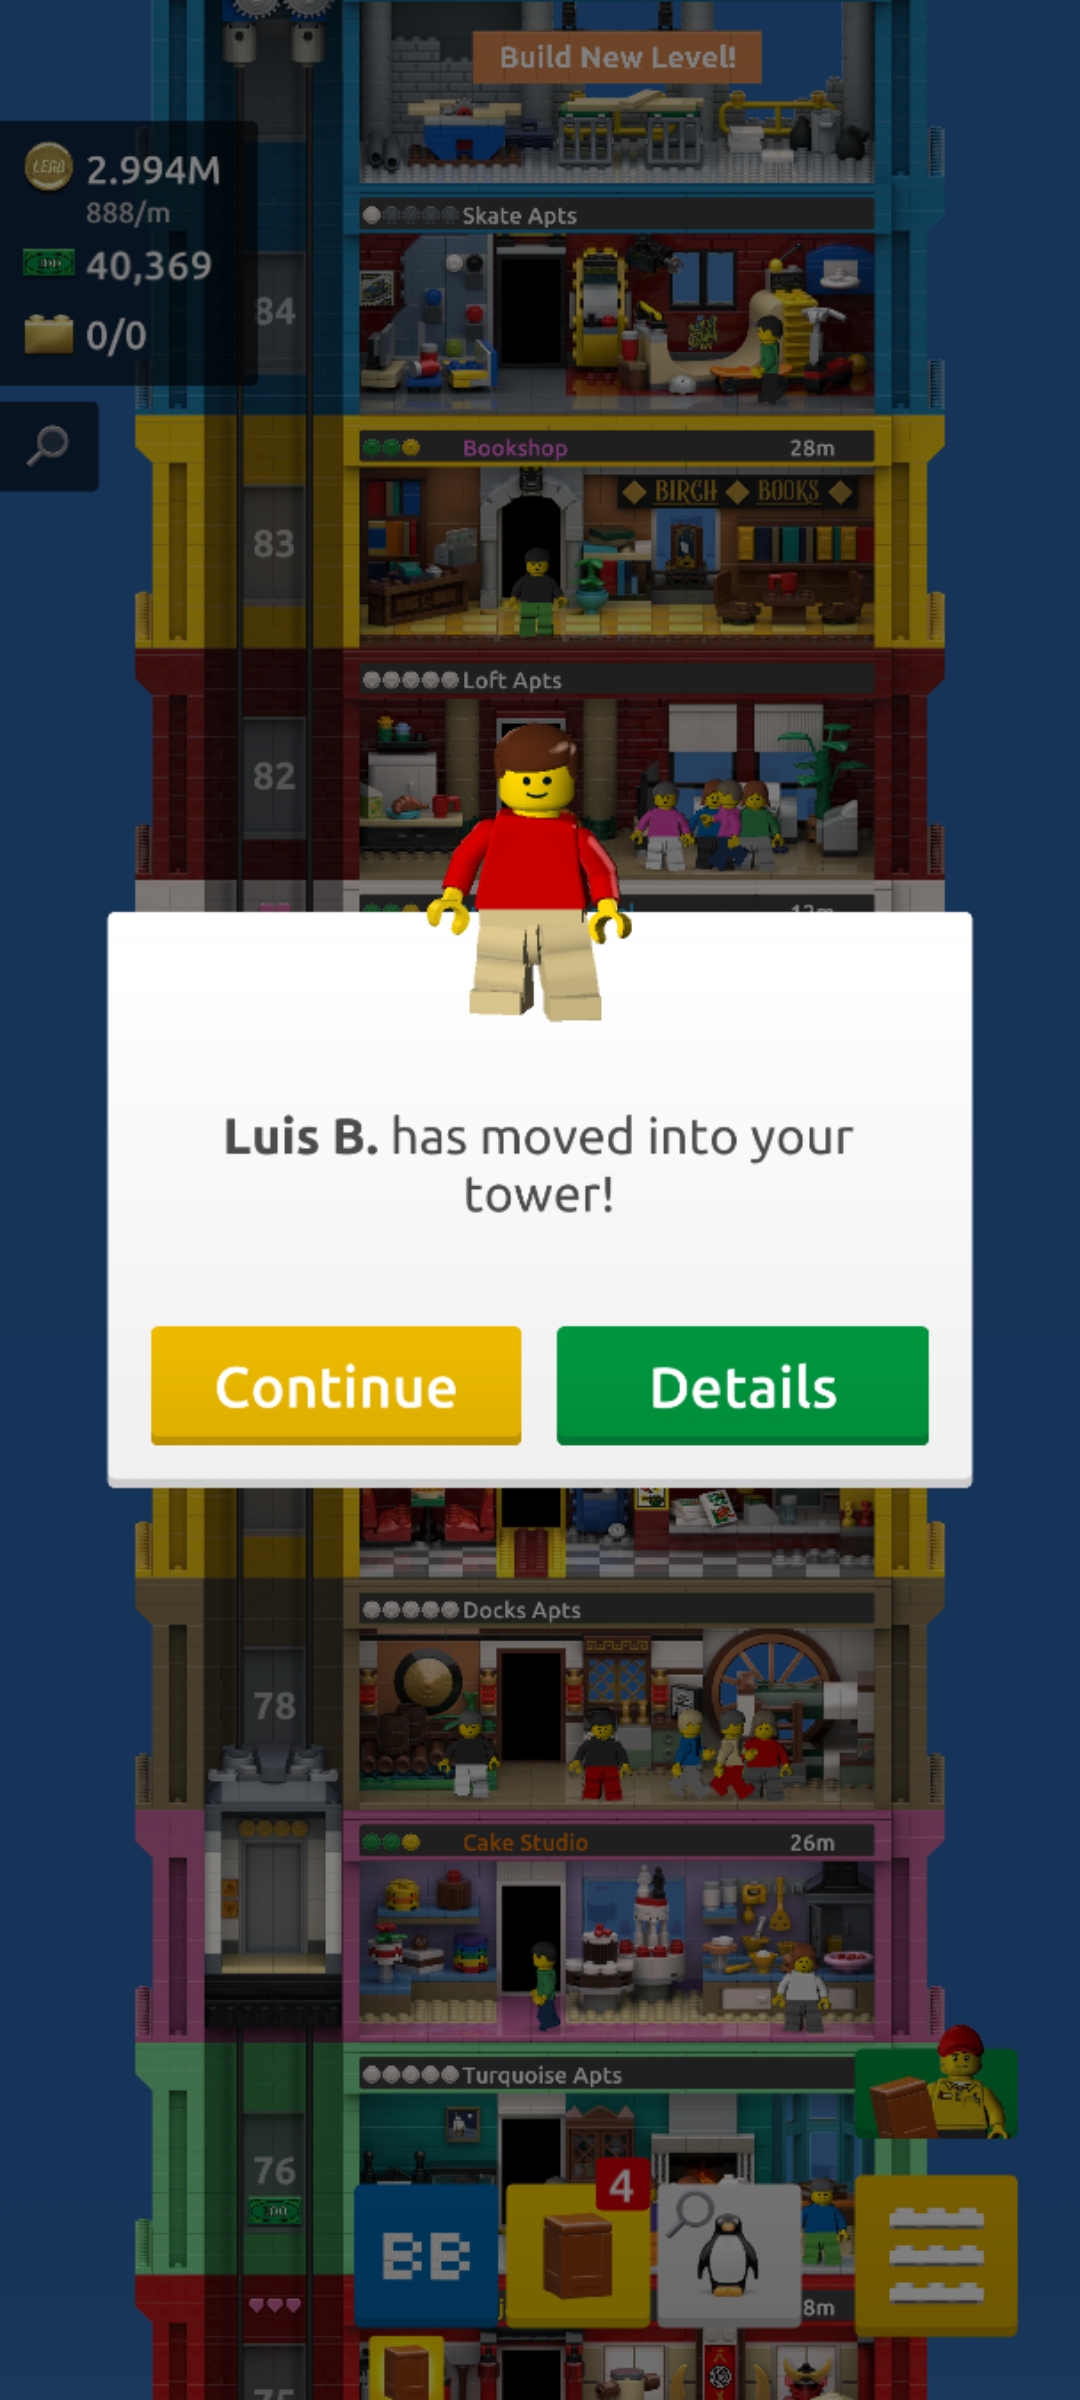 Build New Level!
LEGO
2.994M
888/m
40,369
0/0
Skate Apts
84
Bookshop 28m
BIRCH BOOKS
83
Loft Apts
82
Luis B. has moved into your
tower!
Continue
Details
Docks Apts
78
Cake Studio 26m
Turquoise Apts
76
4
BB
8m